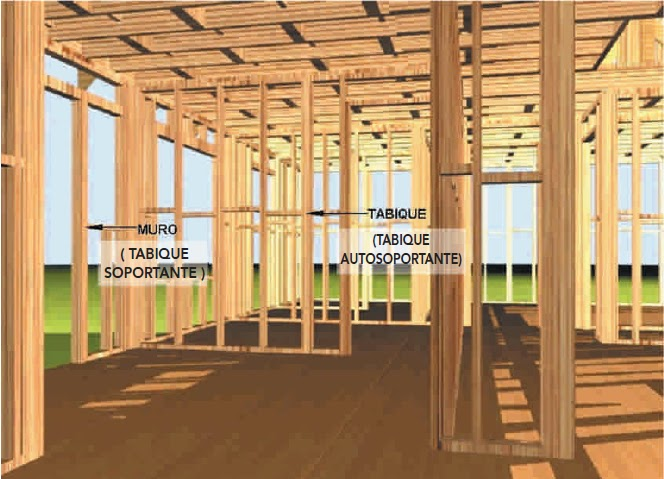 MURO
( TABIQUE
SOPORTANTE )
TABIQUE
(TABIQUE
AUTOSOPORTANTE)